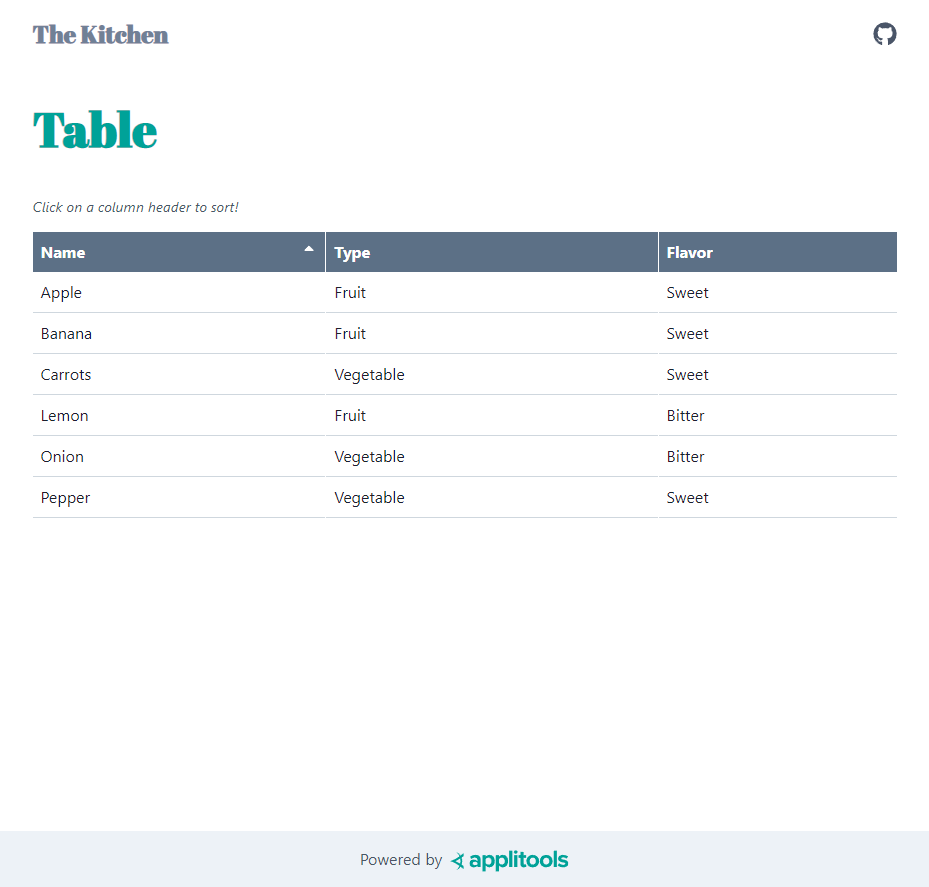 The Kitchen
Table
Click on a column header to sort!
Name Type Flavor
Apple Fruit Sweet
Banana Fruit Sweet
Carrots Vegetable Sweet
Lemon Fruit Bitter
Onion Vegetable Bitter
Pepper Vegetable Sweet
Powered by applitools